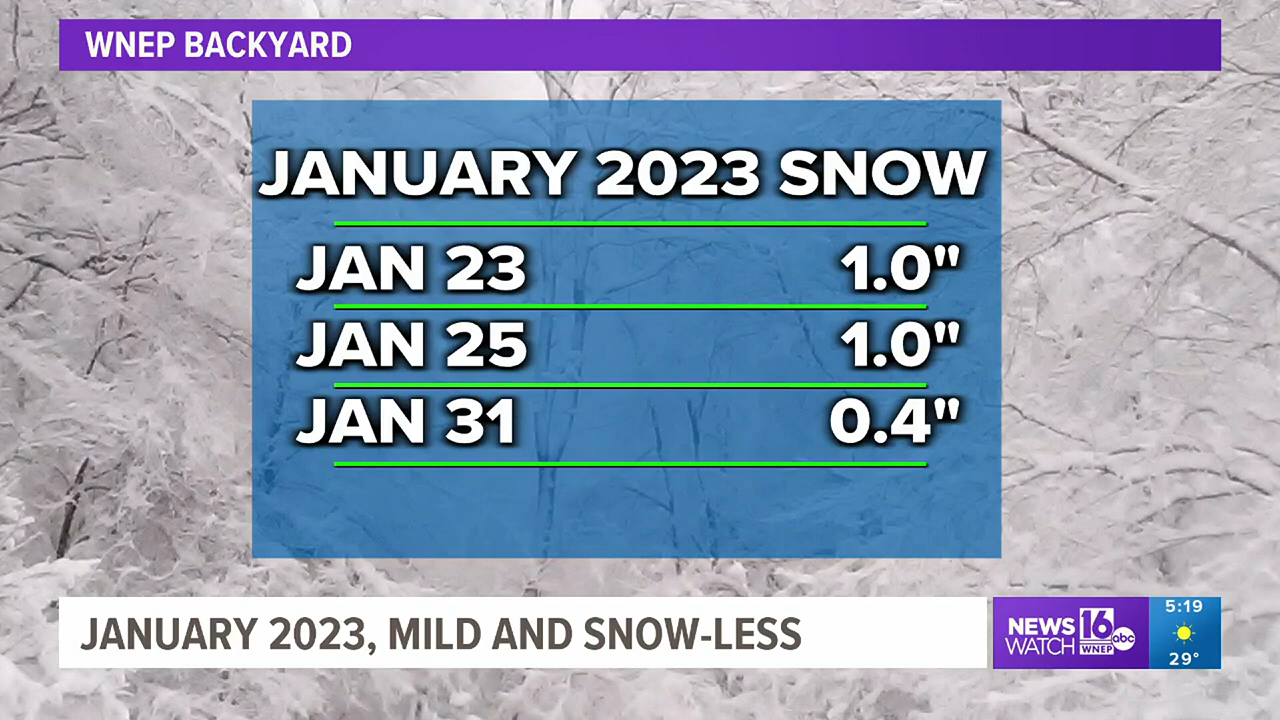 WNEP BACKYARD
JANUARY 2023 SNOW
JAN 23 1.0"
JAN 25 1.0"
JAN 31 0.4"
JANUARY 2023, MILD AND SNOW-LESS
NEWS WATCH 16 WNEP abc
5:19
29°